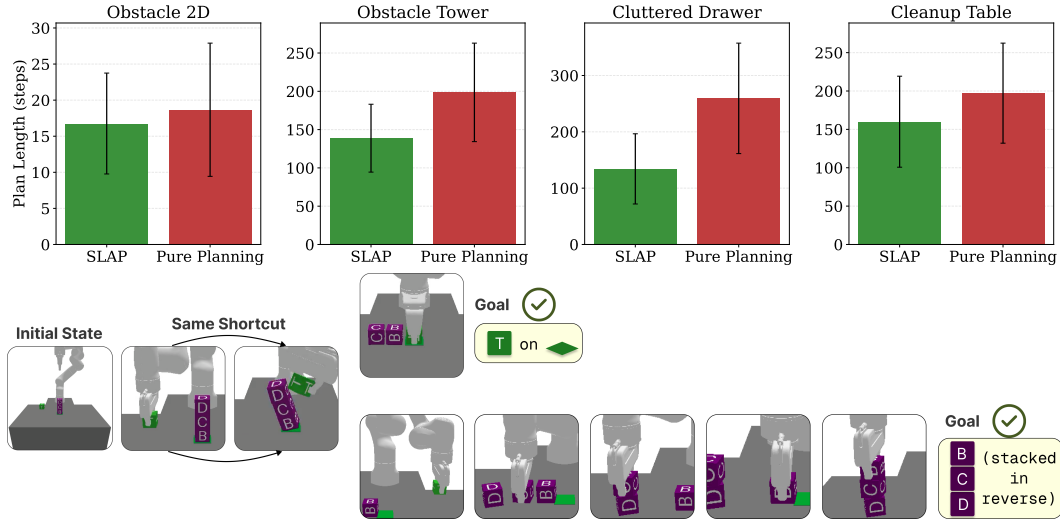 Obstacle 2D
Plan Length (steps)
30
25
20
15
10
5
0
SLAP
Pure Planning
Obstacle Tower
250
200
150
100
50
0
SLAP
Pure Planning
Cluttered Drawer
300
200
100
0
SLAP
Pure Planning
Cleanup Table
250
200
150
100
50
0
SLAP
Pure Planning
Initial State
Same Shortcut
D
C
B
D
D
C
B
T
C
B
Goal
T on
B
D
B
D
C
B
D
C
Goal
B
C
D
(stacked
in
reverse)